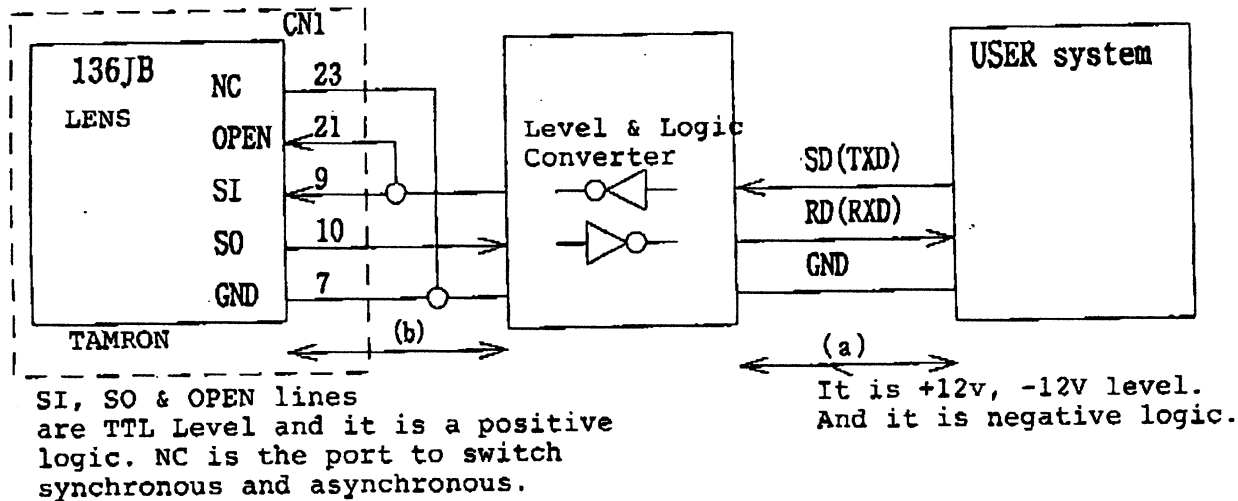 CN1
136JB
LENS
NC 23
OPEN 21
SI 9
SO 10
GND 7
TAMRON
Level & Logic
Converter
USER system
SD(TXD)
RD(RXD)
GND
(b)
(a)
SI, SO & OPEN lines
are TTL Level and it is a positive
logic. NC is the port to switch
synchronous and asynchronous.
It is +12v, -12V level.
And it is negative logic.